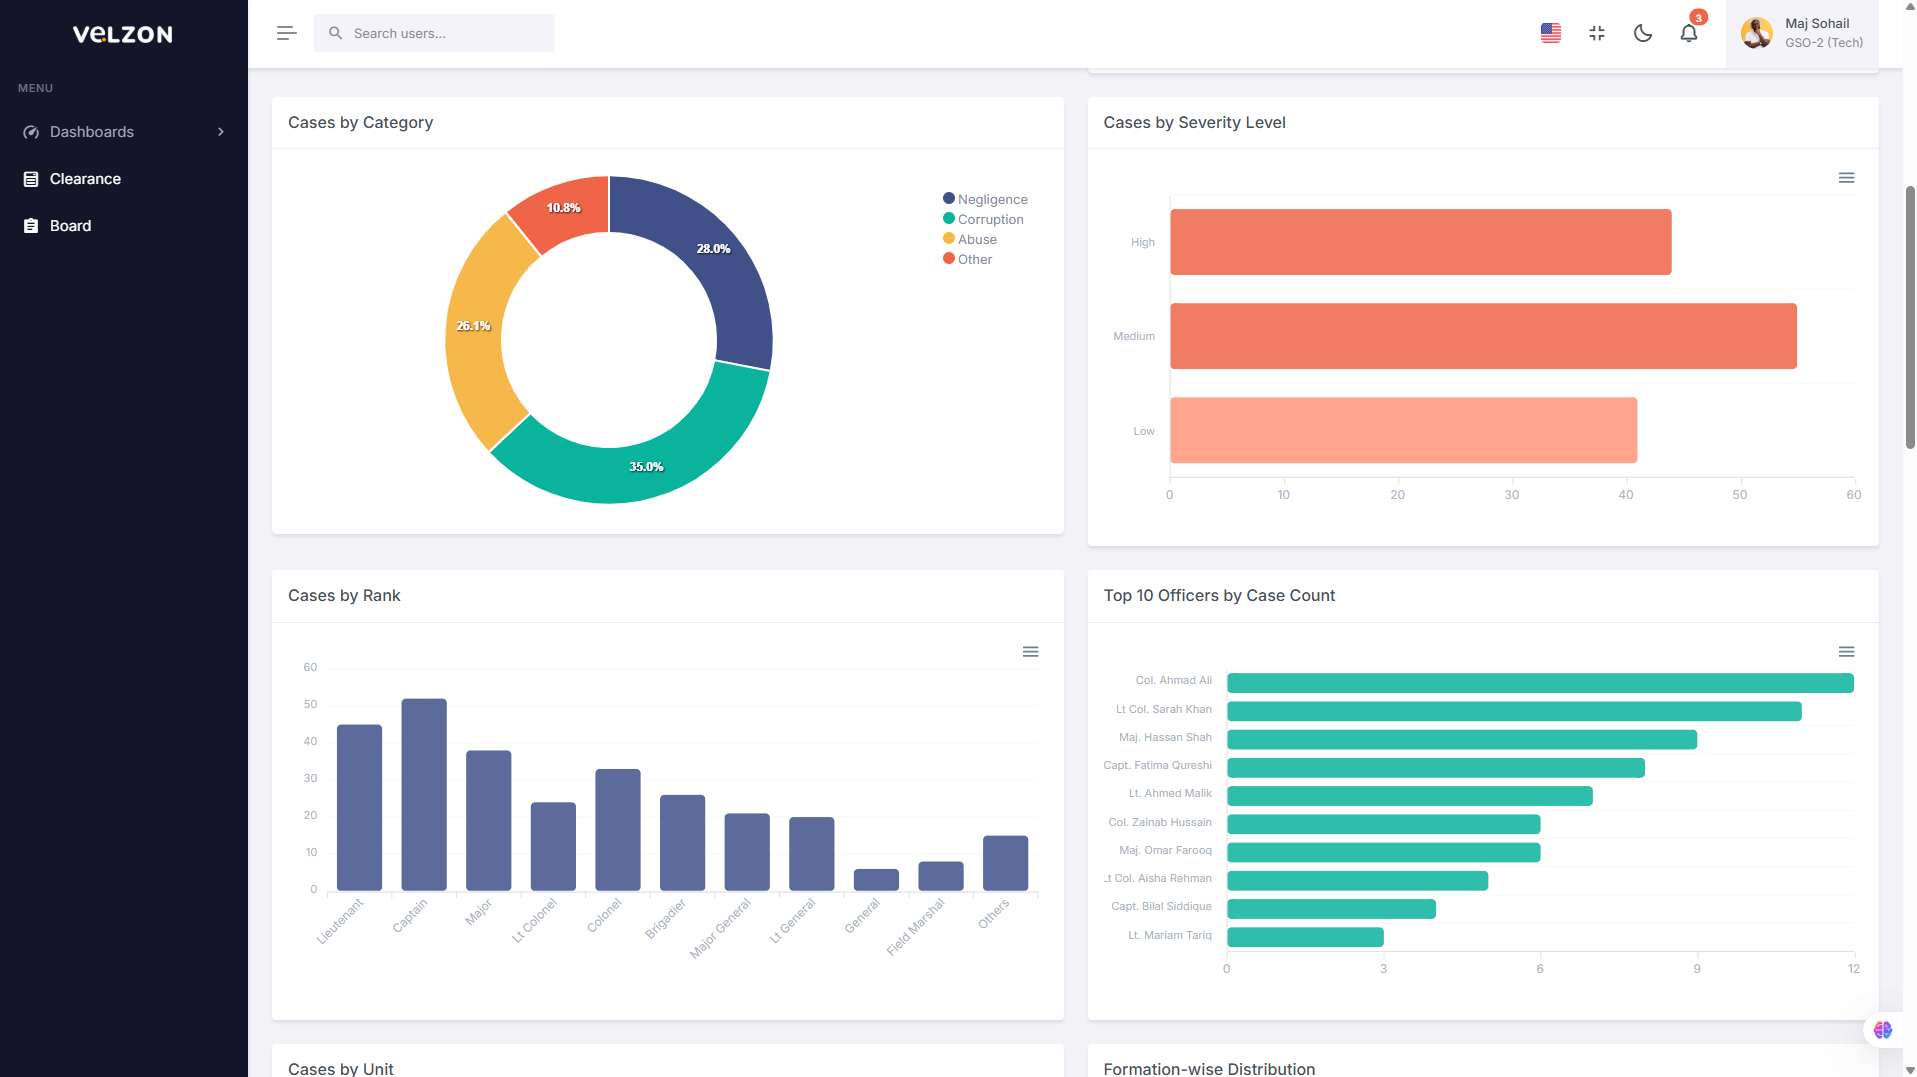 VELZON
Search users...
3
Maj Sohail
GSO-2 (Tech)
MENU
Dashboards
Clearance
Board
Cases by Category
10.8%
28.0%
26.1%
35.0%
Negligence
Corruption
Abuse
Other
Cases by Severity Level
High
Medium
Low
0 10 20 30 40 50 60
Cases by Rank
60
50
40
30
20
10
0
Lieutenant Captain Major Lt Colonel Colonel Brigadier Major General Lt General General Field Marshal Others
Top 10 Officers by Case Count
Col. Ahmad Ali
Lt Col. Sarah Khan
Maj. Hassan Shah
Capt. Fatima Qureshi
Lt. Ahmed Malik
Col. Zainab Hussain
Maj. Omar Farooq
Lt Col. Aisha Rehman
Capt. Bilal Siddique
Lt. Mariam Tariq
0 3 6 9 12
Cases by Unit
Formation-wise Distribution